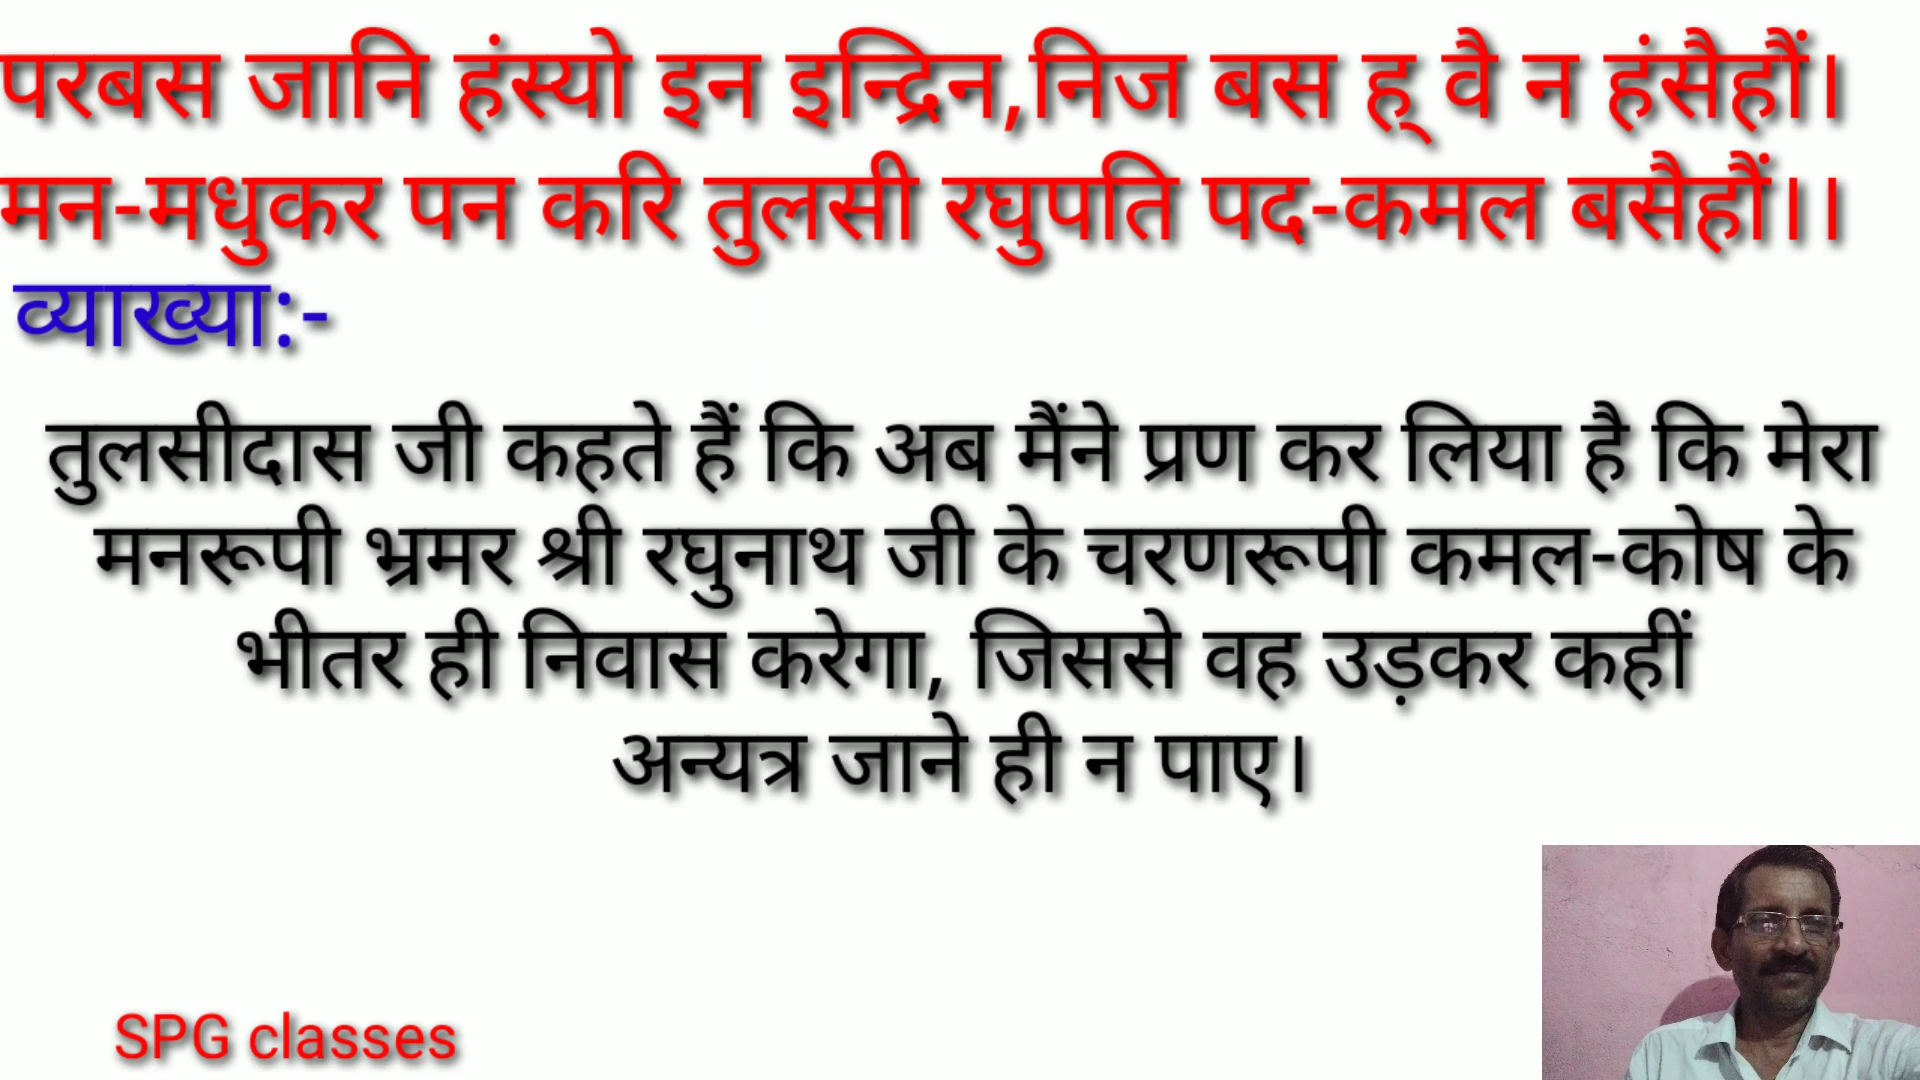 परबस जानि हंस्यो इन इन्द्रिन,निज बस ह् वै न हंसैहौं।
मन-मधुकर पन करि तुलसी रघुपति पद-कमल बसैहौं।।
व्याख्या:-
तुलसीदास जी कहते हैं कि अब मैंने प्रण कर लिया है कि मेरा
मनरूपी भ्रमर श्री रघुनाथ जी के चरणरूपी कमल-कोष के
भीतर ही निवास करेगा, जिससे वह उड़कर कहीं
अन्यत्र जाने ही न पाए।
SPG classes